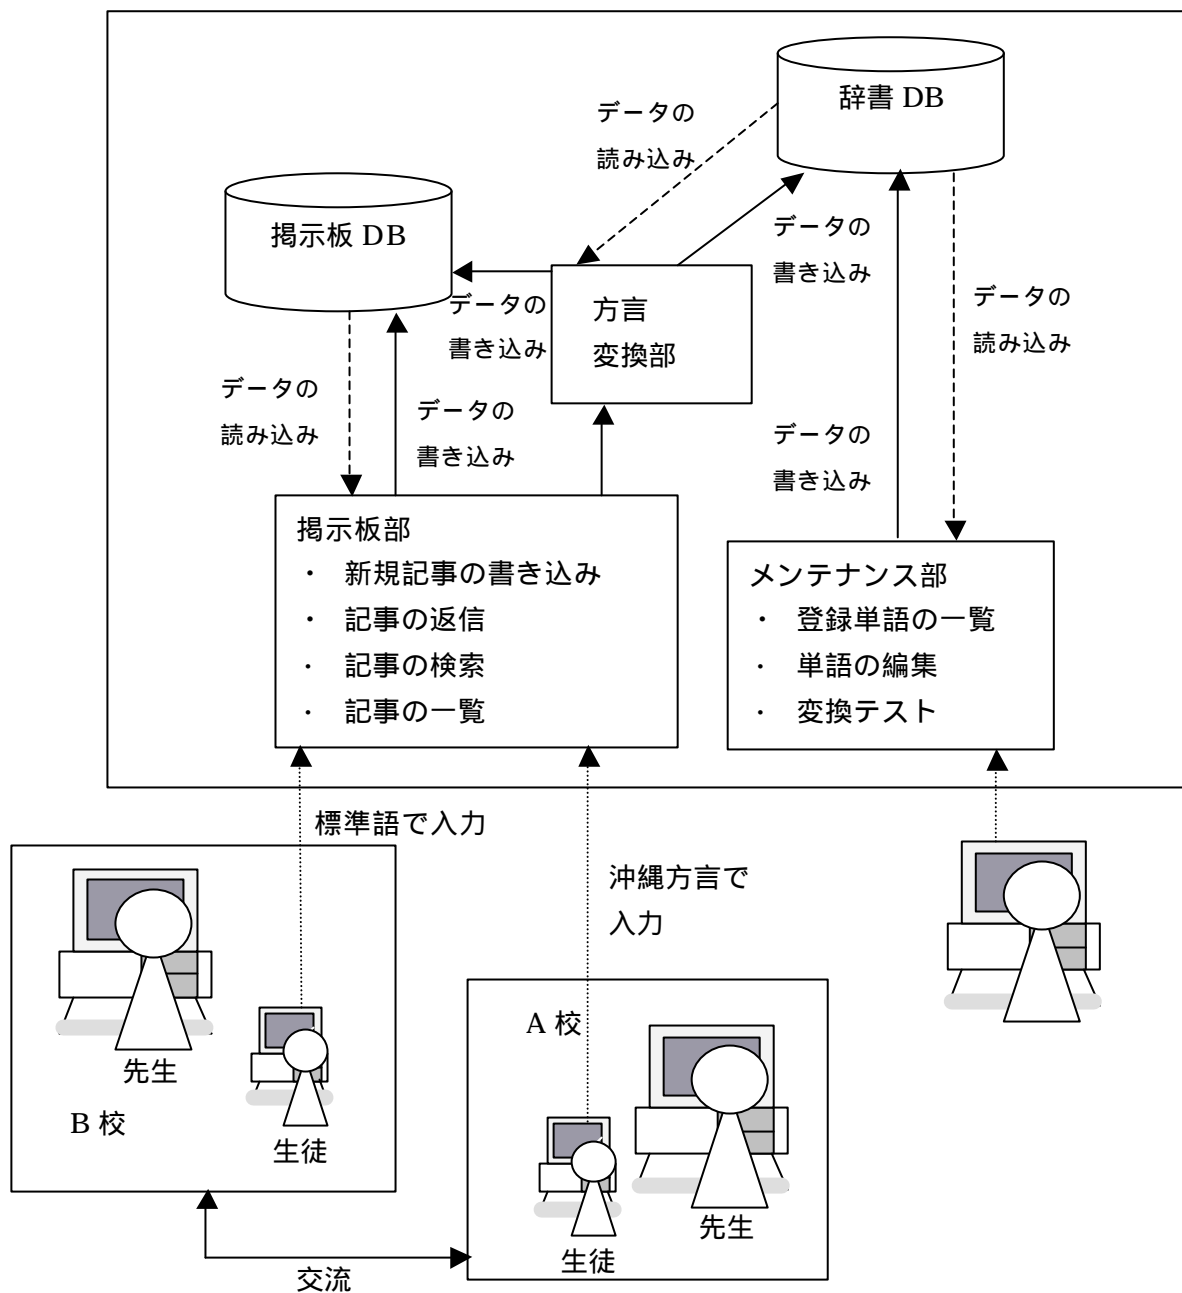 辞書 DB
データの
読み込み
掲示板 DB
データの
書き込み
方言
変換部
データの
書き込み
データの
読み込み
データの
読み込み
データの
書き込み
データの
書き込み
掲示板部
・ 新規記事の書き込み
・ 記事の返信
・ 記事の検索
・ 記事の一覧
メンテナンス部
・ 登録単語の一覧
・ 単語の編集
・ 変換テスト
標準語で入力
沖縄方言で
入力
先生
B 校
生徒
A 校
先生
生徒
交流